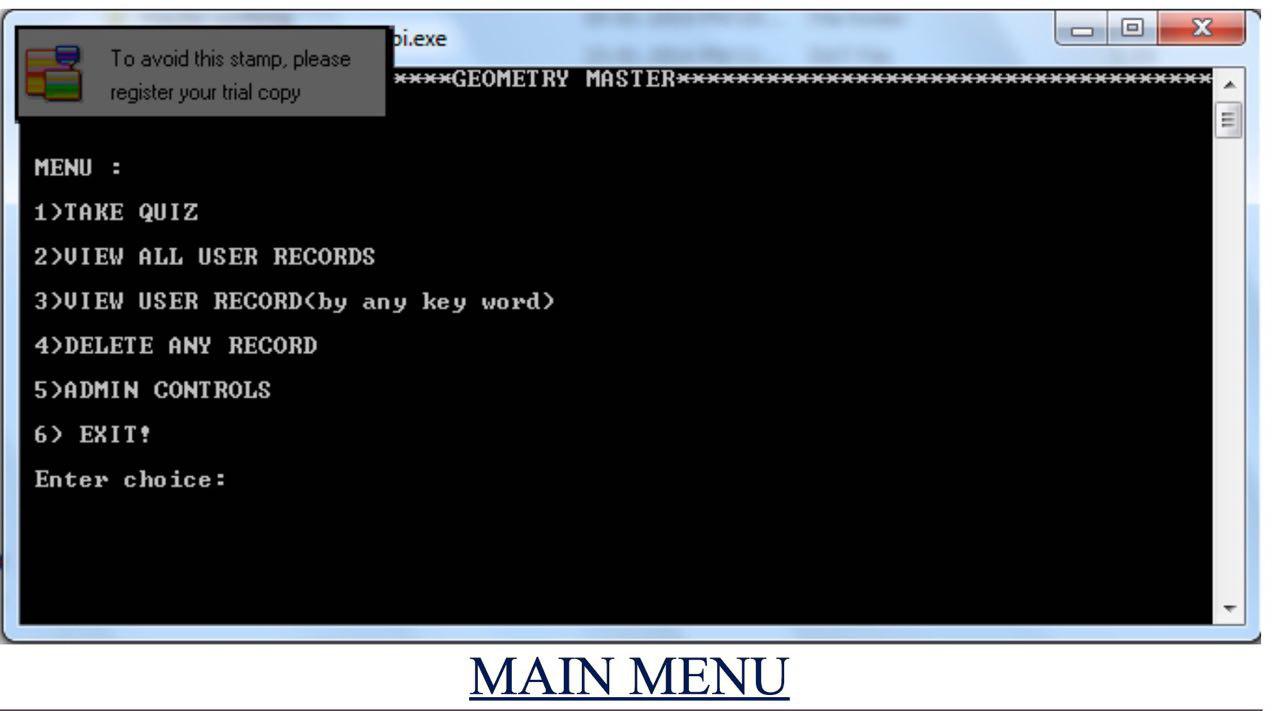 To avoid this stamp, please
register your trial copy
bi.exe
****GEOMETRY MASTER************************************
MENU :
1>TAKE QUIZ
2>VIEW ALL USER RECORDS
3>VIEW USER RECORD<by any key word>
4>DELETE ANY RECORD
5>ADMIN CONTROLS
6> EXIT!
Enter choice:
MAIN MENU